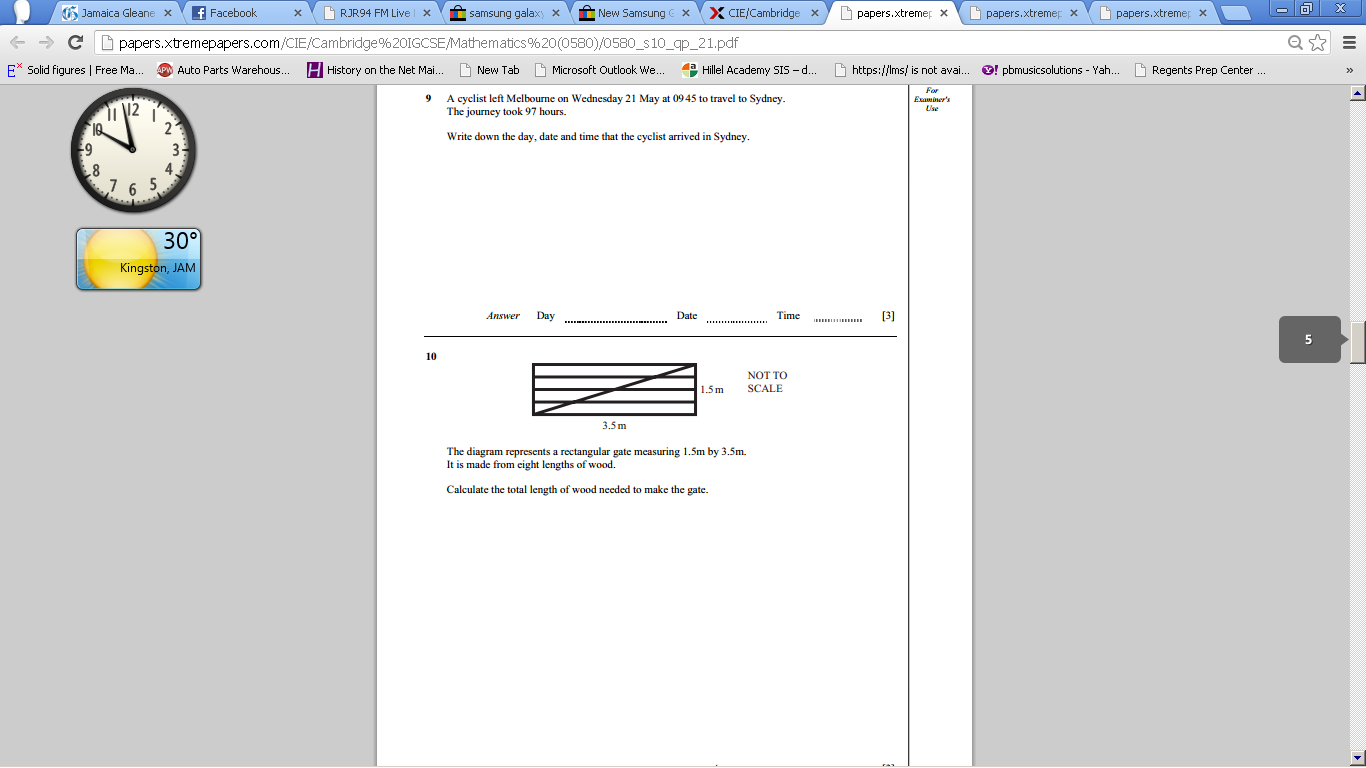 Jamaica Gleane
Facebook
RJR94 FM Live
samsung galax
New Samsung G
CIE/Cambridge
papers.xtremep
papers.xtremep
papers.xtremep
papers.xtremepapers.com/CIE/Cambridge%20IGCSE/Mathematics%20(0580)/0580_s10_qp_21.pdf
Solid figures | Free Ma...
APW Auto Parts Warehous...
H History on the Net Mai...
New Tab
Microsoft Outlook We...
Hillel Academy SIS – d...
https://lms/ is not avai...
Y! pbmusicsolutions - Yah...
Regents Prep Center ...
»
12 1 2 3 4 5 6 7 8 9 10 11
30°
Kingston, JAM
For
Examiner's
Use
9 A cyclist left Melbourne on Wednesday 21 May at 09 45 to travel to Sydney.
The journey took 97 hours.
Write down the day, date and time that the cyclist arrived in Sydney.
Answer Day ........ Date ........ Time ........ [3]
5
10
NOT TO
SCALE
1.5 m
3.5 m
The diagram represents a rectangular gate measuring 1.5m by 3.5m.
It is made from eight lengths of wood.
Calculate the total length of wood needed to make the gate.